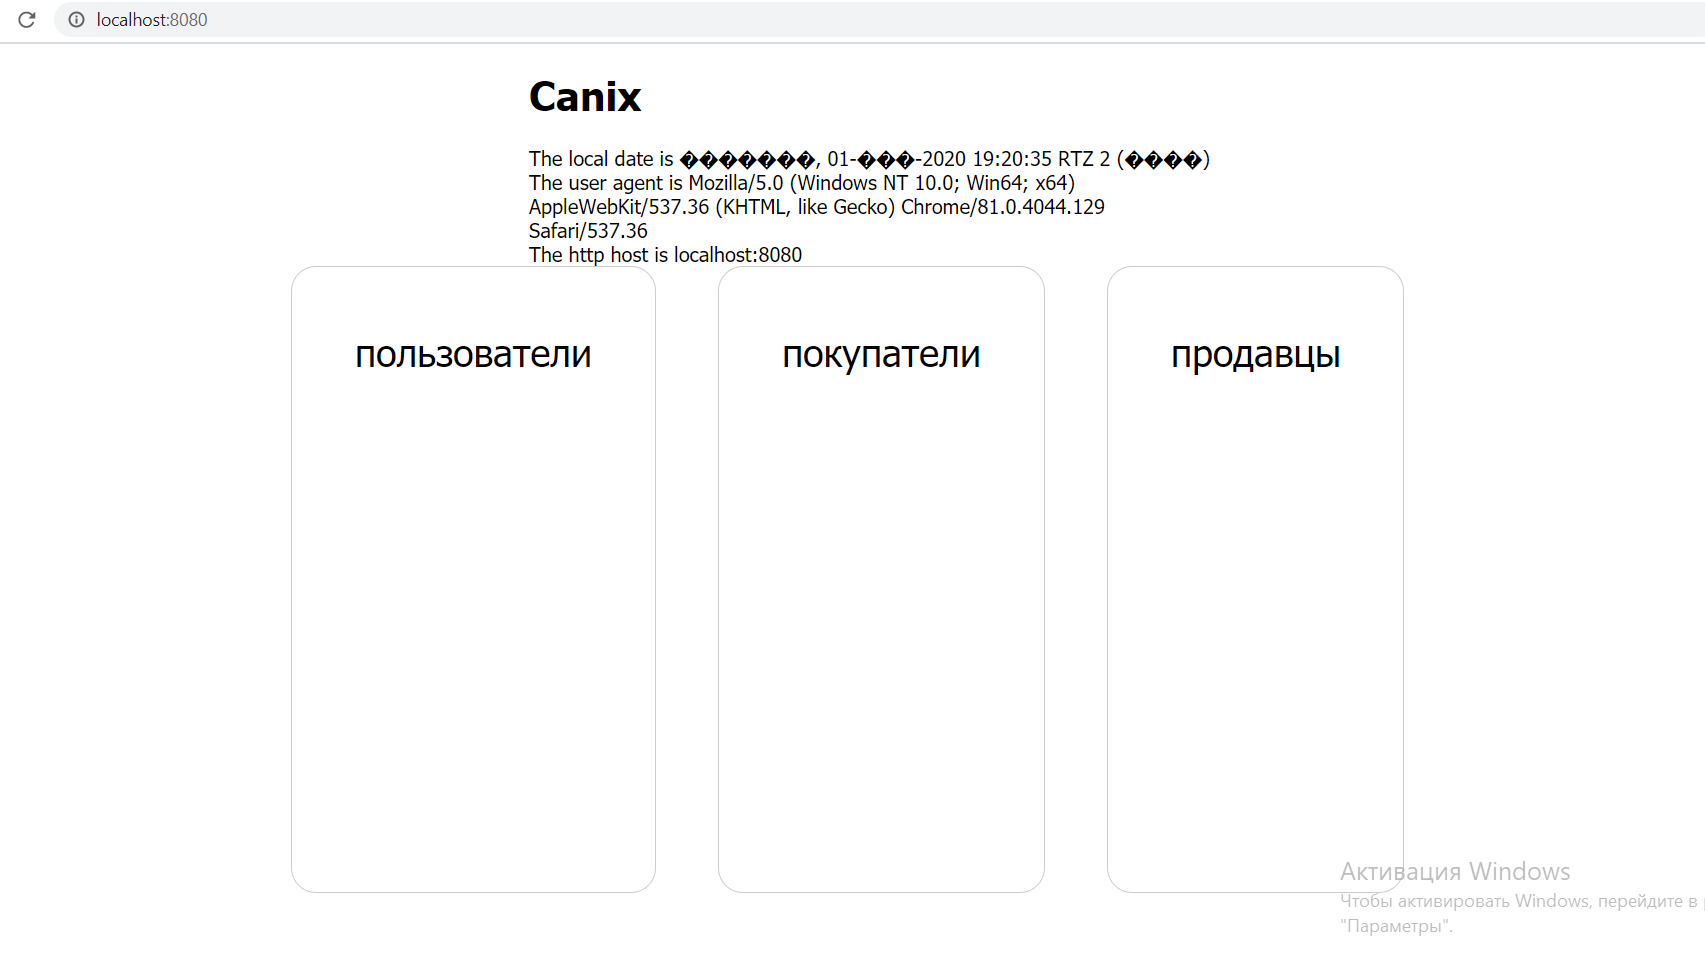 localhost:8080
Canix
The local date is �������, 01-���-2020 19:20:35 RTZ 2 (����)
The user agent is Mozilla/5.0 (Windows NT 10.0; Win64; x64)
AppleWebKit/537.36 (KHTML, like Gecko) Chrome/81.0.4044.129
Safari/537.36
The http host is localhost:8080
пользователи
покупатели
продавцы
Активация Windows
Чтобы активировать Windows, перейдите в
"Параметры".